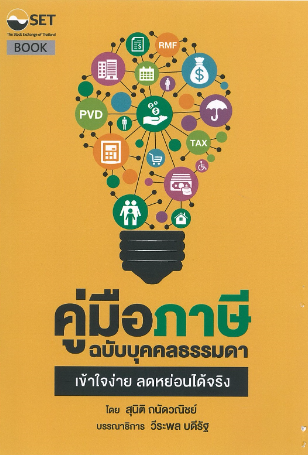 SET
The Stock Exchange of Thailand
BOOK
RMF
PVD
TAX
คู่มือภาษี
ฉบับบุคคลธรรมดา
เข้าใจง่าย ลดหย่อนได้จริง
โดย สุนิติ ถนัดวณิชย์
บรรณาธิการ วีระพล บดีรัฐ